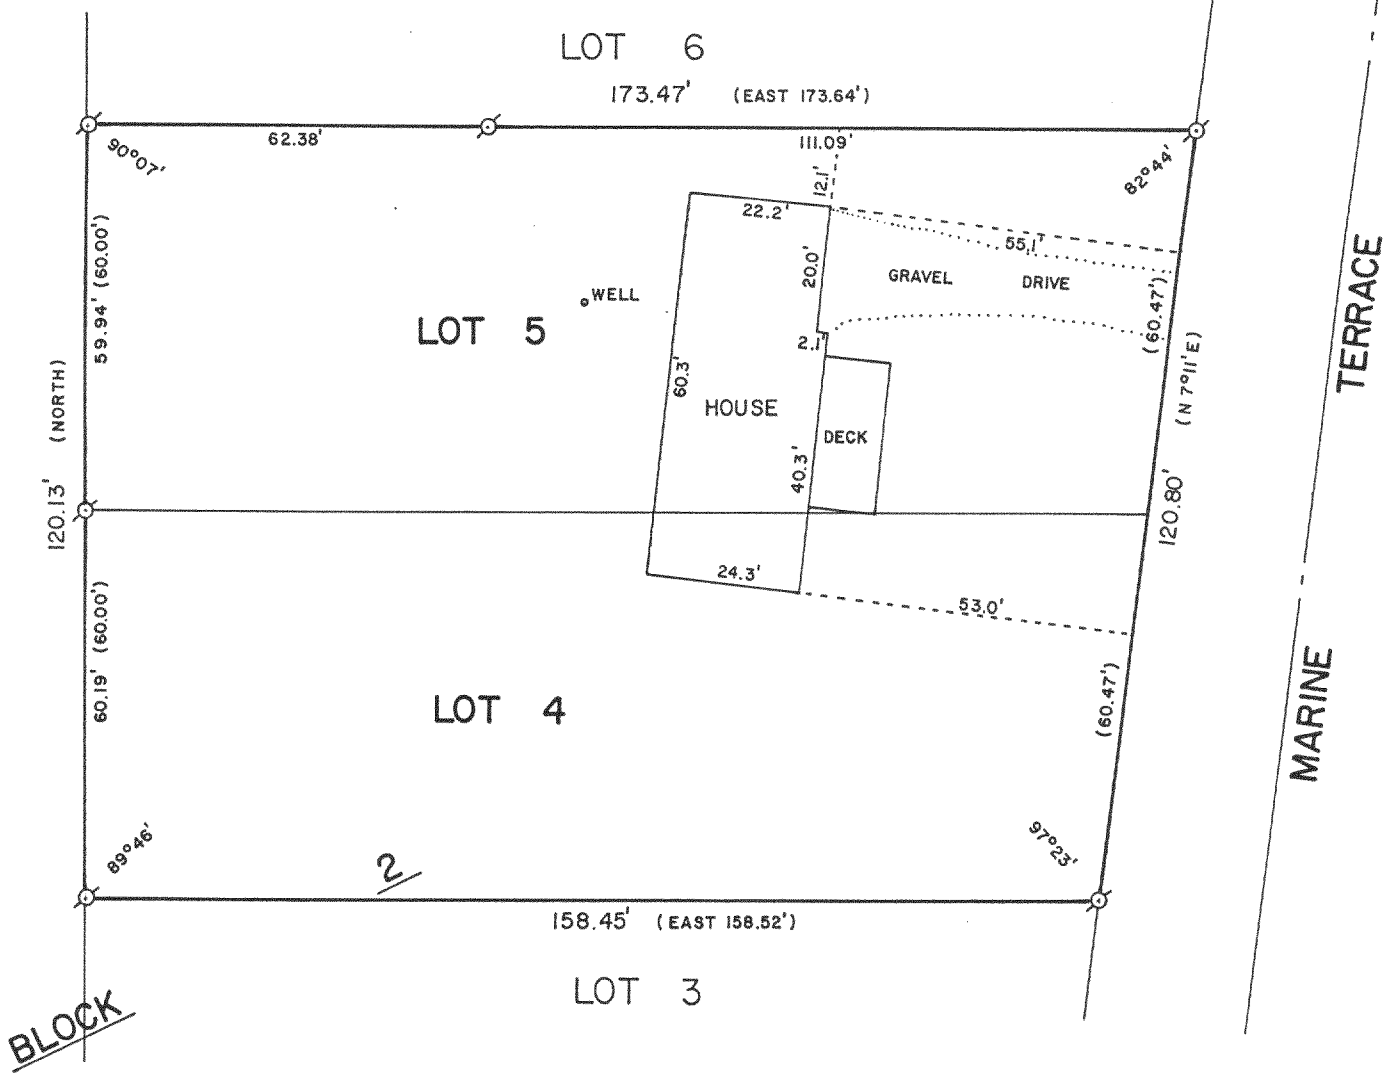 LOT 6
173.47' (EAST 173.64')
62.38'
111.09'
90°07'
82°44'
12.1'
22.2'
59.94' (60.00')
55.1'
20.0'
GRAVEL DRIVE
WELL
LOT 5
(60.47')
2.1'
TERRACE
(N 7°11' E)
60.3'
HOUSE
DECK
40.3'
120.13' (NORTH)
120.80'
24.3'
53.0'
60.19' (60.00')
LOT 4
(60.47')
MARINE
89°46'
97°23'
2
158.45' (EAST 158.52')
LOT 3
BLOCK